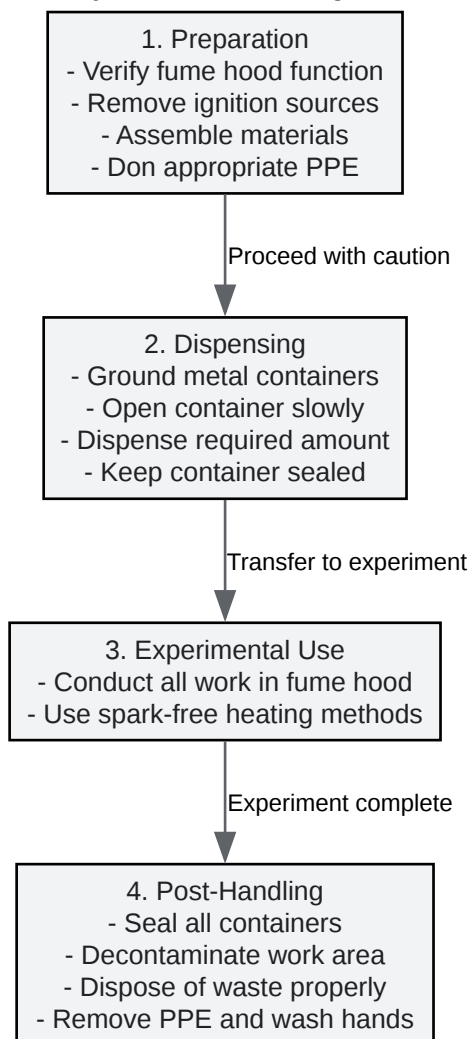 1. Preparation
- Verify fume hood function
- Remove ignition sources
- Assemble materials
- Don appropriate PPE
Proceed with caution
2. Dispensing
- Ground metal containers
- Open container slowly
- Dispense required amount
- Keep container sealed
Transfer to experiment
3. Experimental Use
- Conduct all work in fume hood
- Use spark-free heating methods
Experiment complete
4. Post-Handling
- Seal all containers
- Decontaminate work area
- Dispose of waste properly
- Remove PPE and wash hands